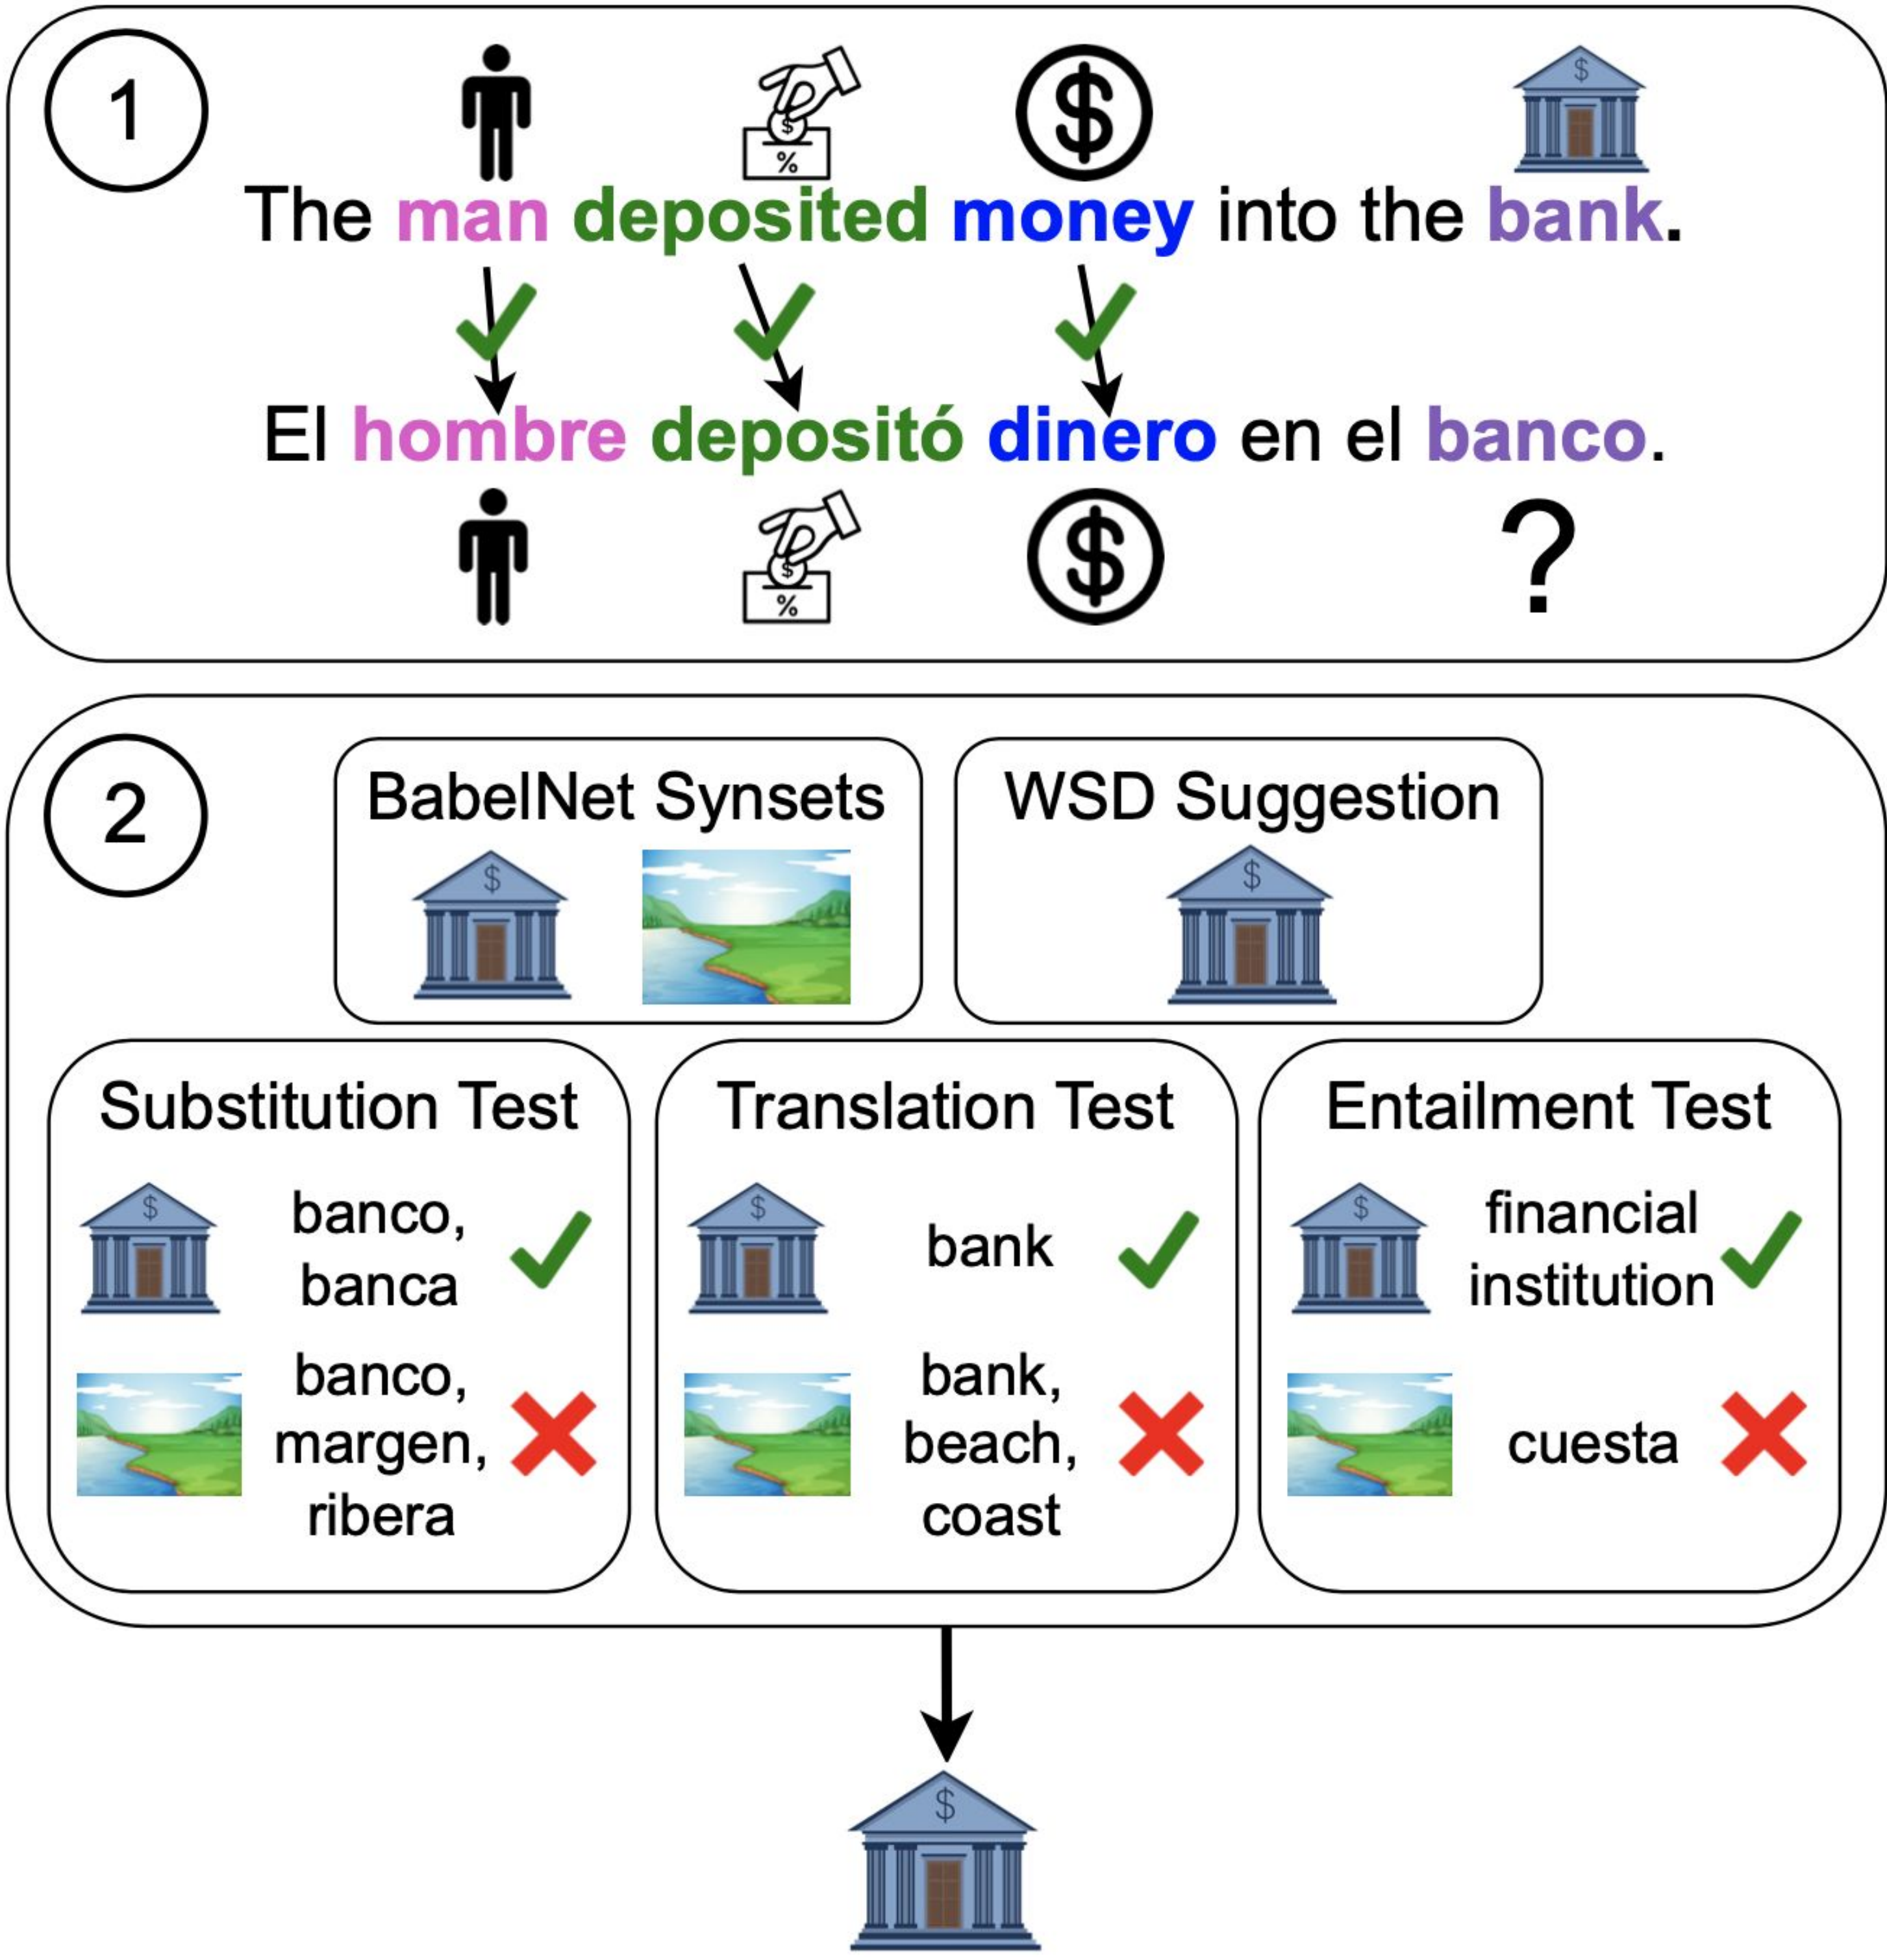 1
$
%
$
$
The man deposited money into the bank.
El hombre depositó dinero en el banco.
$
%
$
?
2
BabelNet Synsets
$
WSD Suggestion
$
Substitution Test
$
banco,
banca
banco,
margen,
ribera
Translation Test
$
bank
bank,
beach,
coast
Entailment Test
$
financial
institution
cuesta
$